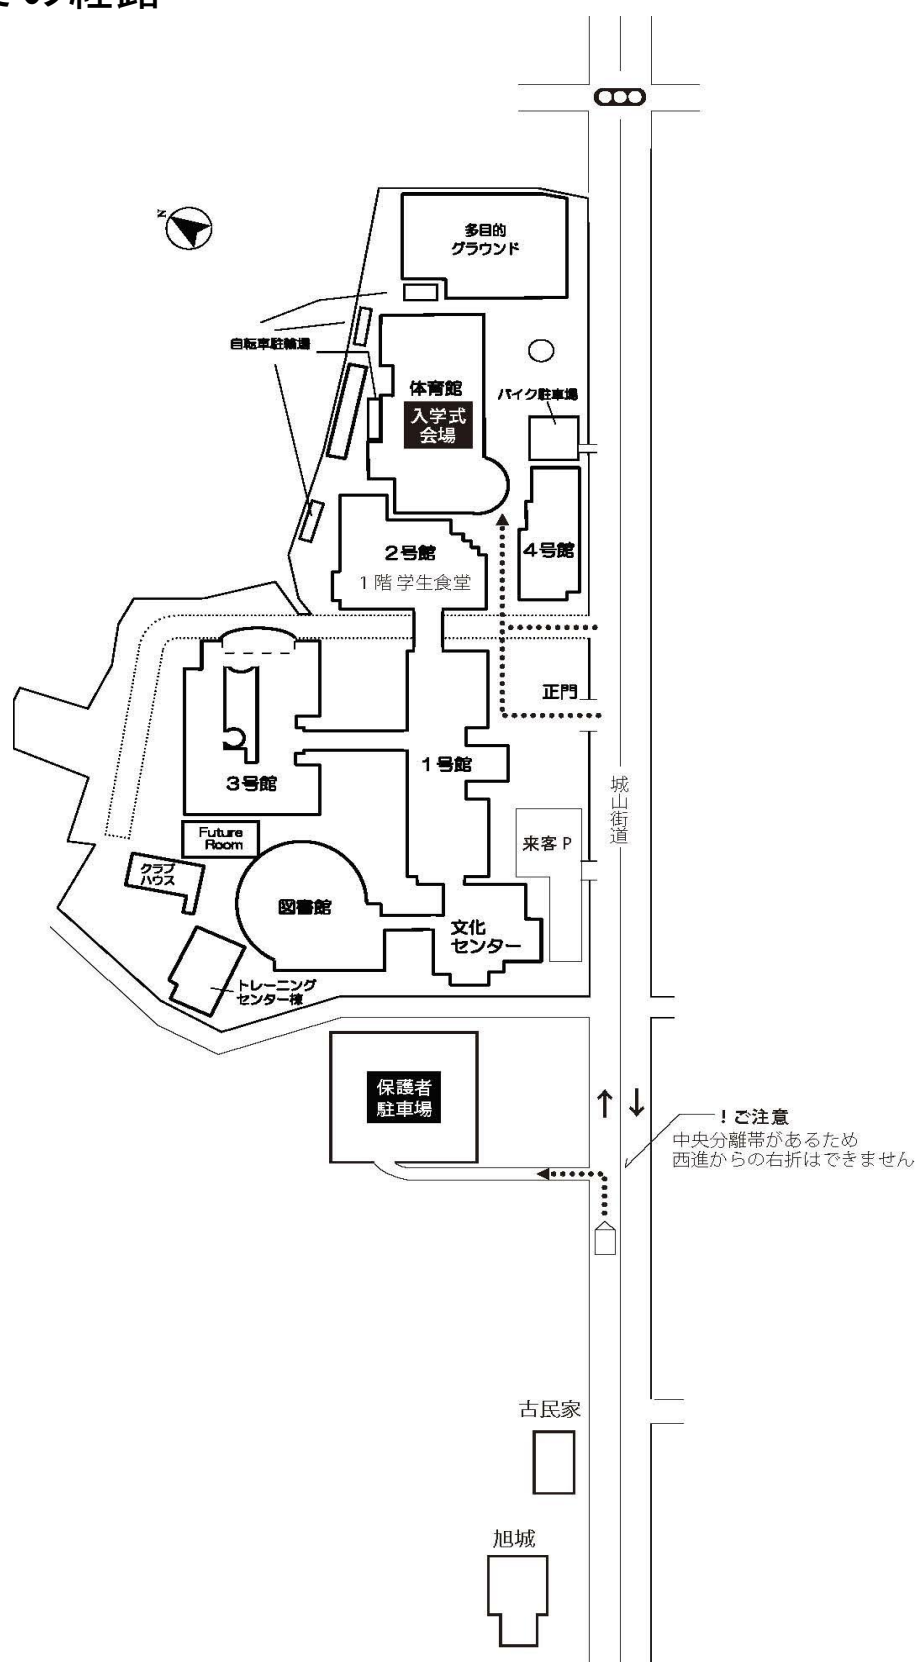 の経路
N
多目的
グラウンド
自転車駐輪場
体育館
入学式
会場
バイク駐車場
2号館
1階 学生食堂
4号館
正門
3号館
1号館
城山街道
Future
Room
来客 P
クラブ
ハウス
図書館
文化
センター
トレーニング
センター棟
保護者
駐車場
！ご注意
中央分離帯があるため
西進からの右折はできません
古民家
旭城